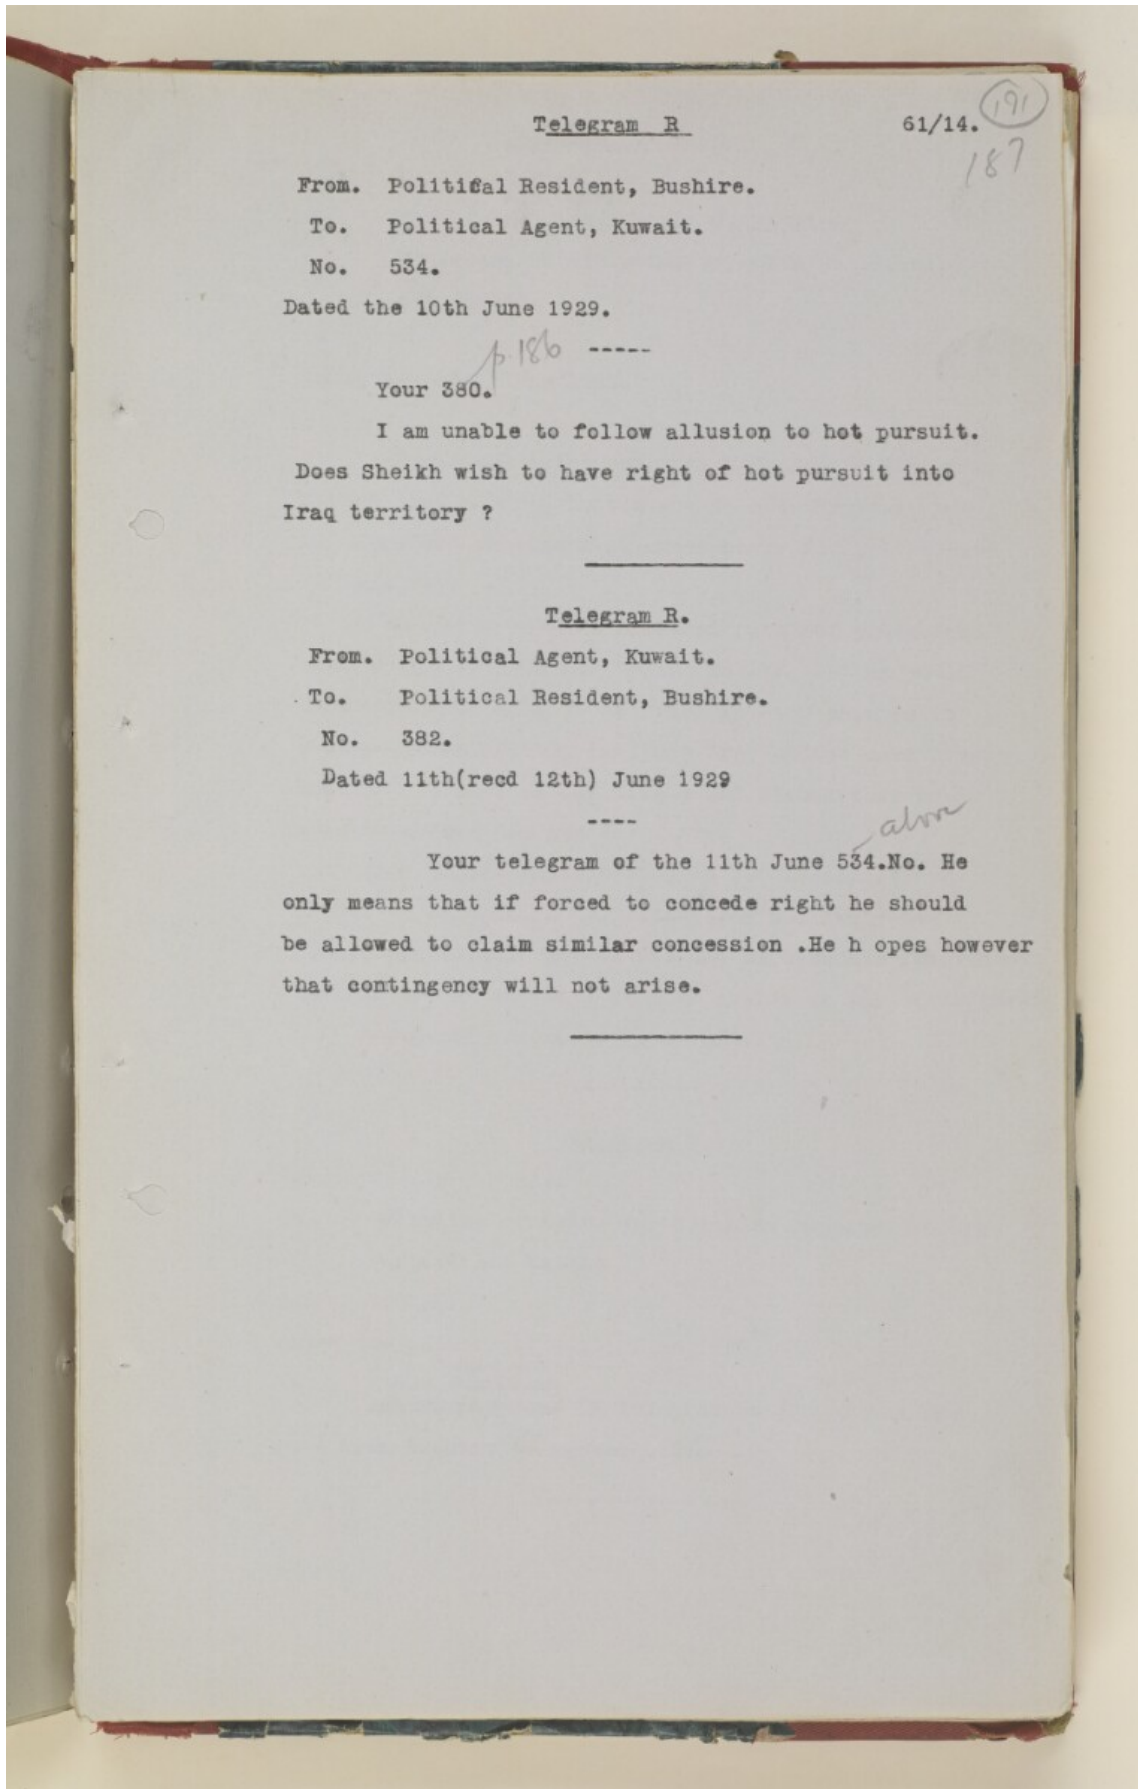 Telegram R 61/14. 191
187
From. Political Resident, Bushire.
To. Political Agent, Kuwait.
No. 534.
Dated the 10th June 1929.
p. 186 -----
Your 380.
I am unable to follow allusion to hot pursuit.
Does Sheikh wish to have right of hot pursuit into
Iraq territory ?
Telegram R.
From. Political Agent, Kuwait.
. To. Political Resident, Bushire.
No. 382.
Dated 11th(recd 12th) June 1929
----
above
Your telegram of the 11th June 534.No. He
only means that if forced to concede right he should
be allowed to claim similar concession .He h opes however
that contingency will not arise.